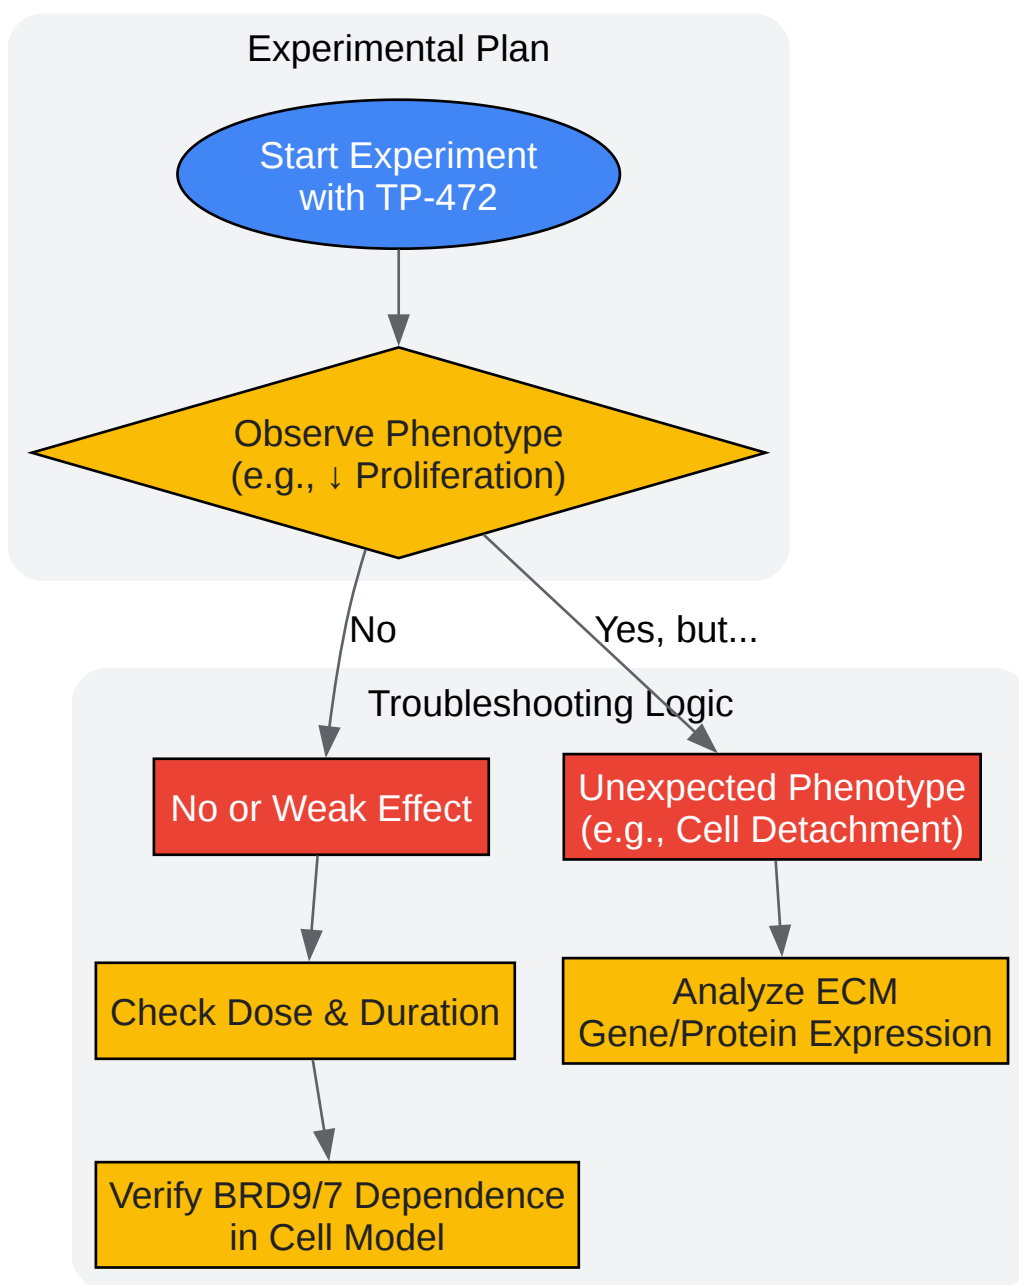 Experimental Plan
Start Experiment
with TP-472
Observe Phenotype
(e.g., ↓ Proliferation)
No
Yes, but...
Troubleshooting Logic
No or Weak Effect
Unexpected Phenotype
(e.g., Cell Detachment)
Check Dose & Duration
Analyze ECM
Gene/Protein Expression
Verify BRD9/7 Dependence
in Cell Model